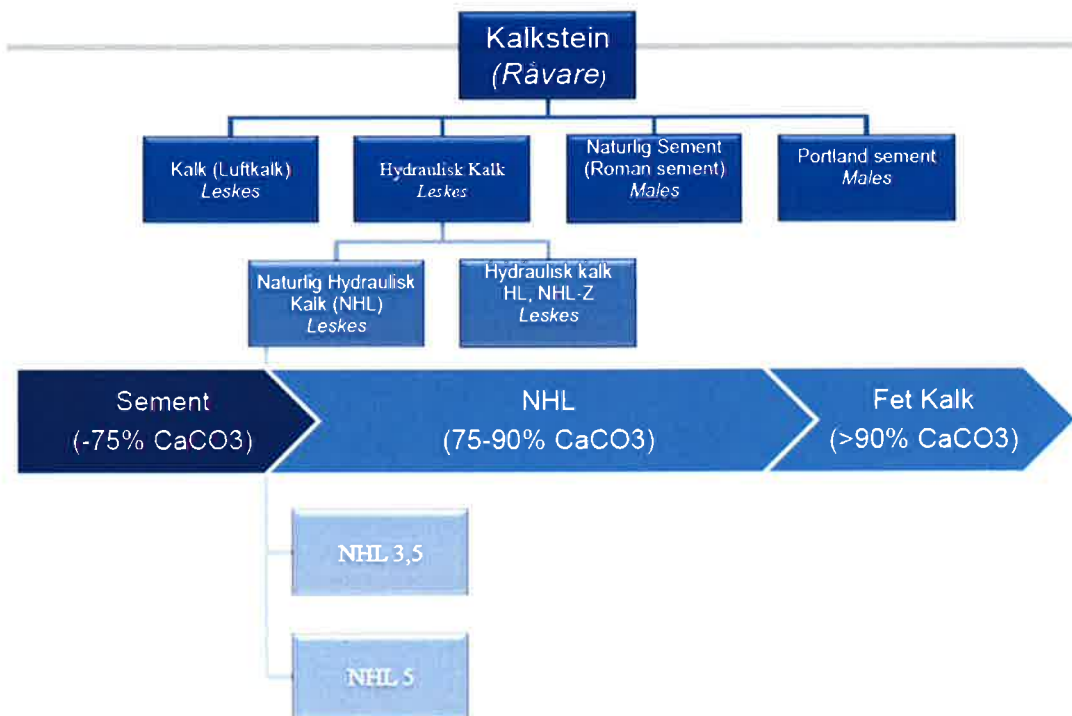 Kalkstein
(Råvare)
Kalk (Luftkalk)
Leskes
Hydraulisk Kalk
Leskes
Naturlig Sement
(Roman sement)
Males
Portland sement
Males
Naturlig Hydraulisk
Kalk (NHL)
Leskes
Hydraulisk kalk
HL, NHL-Z
Leskes
Sement
(-75% CaCO3)
NHL
(75-90% CaCO3)
Fet Kalk
(>90% CaCO3)
NHL 3,5
NHL 5